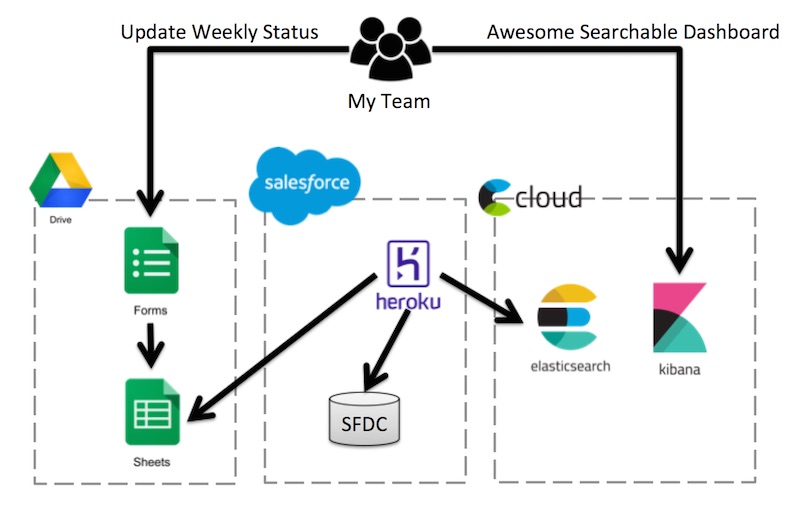 Update Weekly Status
Awesome Searchable Dashboard
My Team
Drive
salesforce
cloud
Forms
heroku
elasticsearch
kibana
SFDC
Sheets